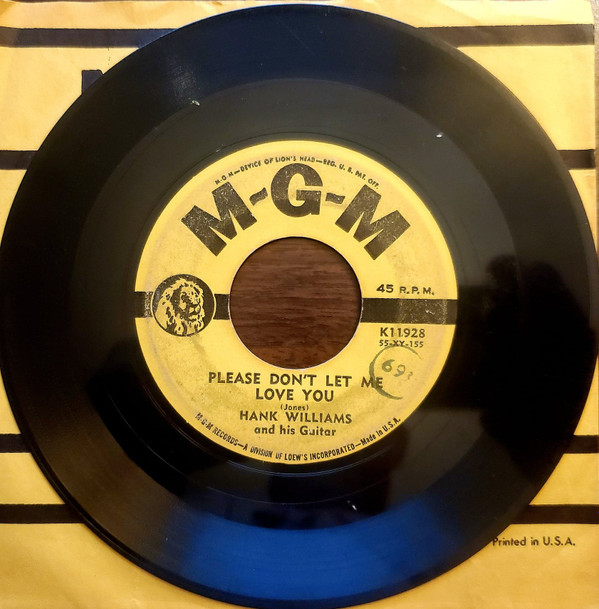 M-G-M—DEVICE OF LION'S HEAD—REG. U. S. PAT. OFF.
M-G-M
45 R.P.M.
K11928
55-XY-155
69¢
PLEASE DON'T LET ME
LOVE YOU
(Jones)
HANK WILLIAMS
and his Guitar
M-G-M RECORDS—A DIVISION OF LOEW'S INCORPORATED—Made in U.S.A.
Printed in U.S.A.